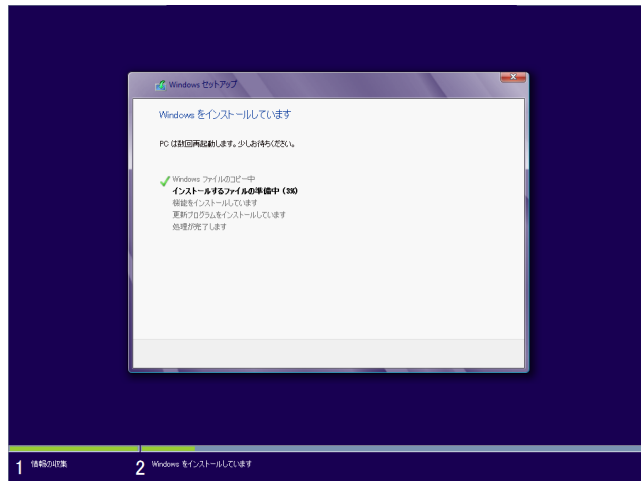 Windows セットアップ
Windows をインストールしています
PC は数回再起動します。少しお待ちください。
Windows ファイルのコピー中
インストールするファイルの準備中 (3%)
機能をインストールしています
更新プログラムをインストールしています
処理が完了します
1 情報の収集
2 Windows をインストールしています